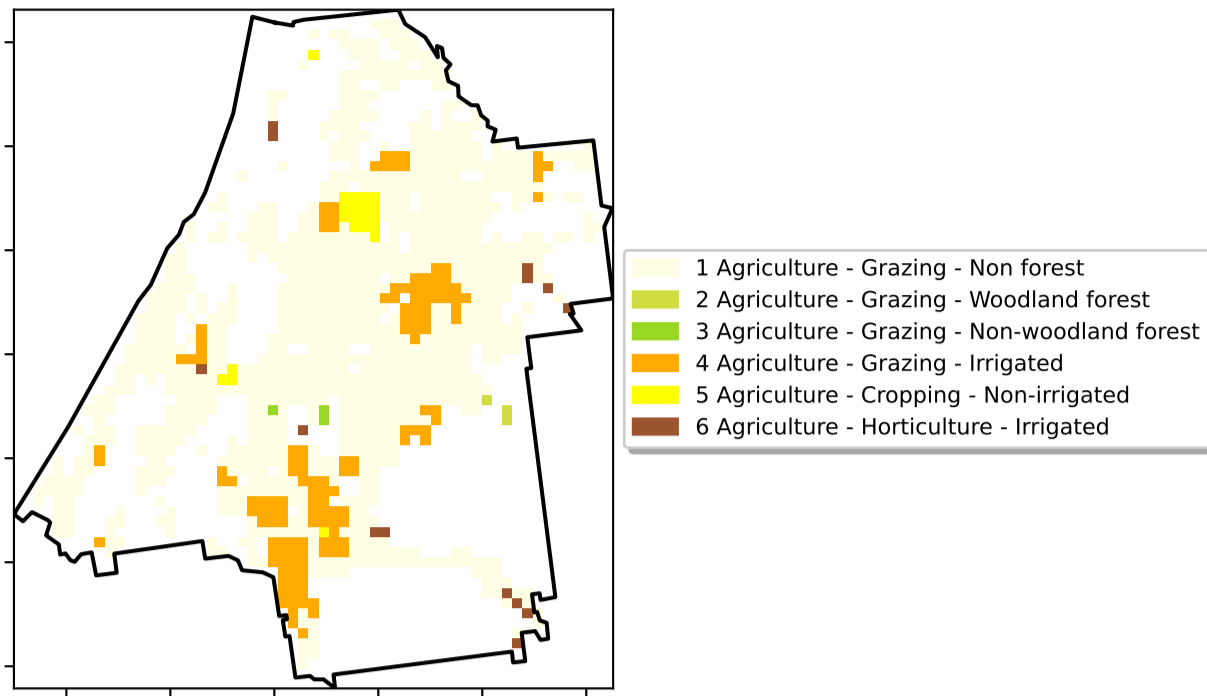 1 Agriculture - Grazing - Non forest
2 Agriculture - Grazing - Woodland forest
3 Agriculture - Grazing - Non-woodland forest
4 Agriculture - Grazing - Irrigated
5 Agriculture - Cropping - Non-irrigated
6 Agriculture - Horticulture - Irrigated